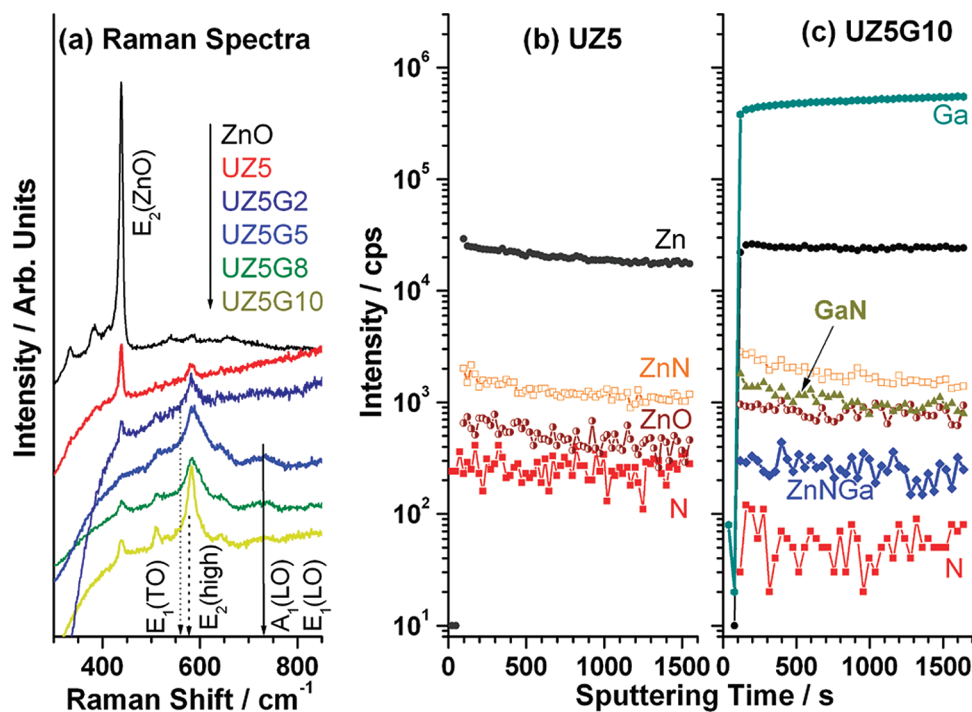 (a) Raman Spectra
(b) UZ5
(c) UZ5G10
Intensity / Arb. Units
E2(ZnO)
ZnO
UZ5
UZ5G2
UZ5G5
UZ5G8
UZ5G10
E1(TO)
E2(high)
A1(LO)
E1(LO)
400
600
800
Raman Shift / cm-1
Intensity / cps
10^6
10^5
10^4
10^3
10^2
10^1
Zn
ZnN
ZnO
N
0
500
1000
1500
Ga
GaN
ZnNGa
N
0
500
1000
1500
Sputtering Time / s